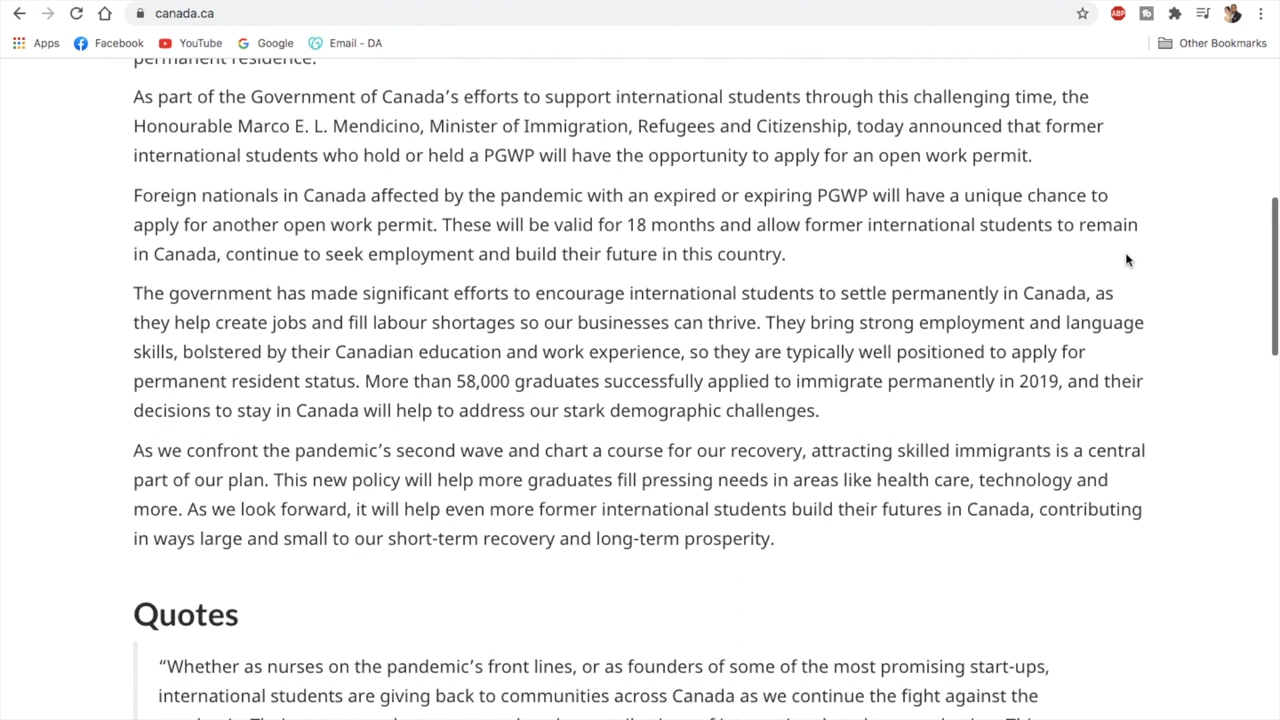 canada.ca
ABP
Apps
Facebook
YouTube
Google
Email - DA
Other Bookmarks
permanent residence.
As part of the Government of Canada’s efforts to support international students through this challenging time, the
Honourable Marco E. L. Mendicino, Minister of Immigration, Refugees and Citizenship, today announced that former
international students who hold or held a PGWP will have the opportunity to apply for an open work permit.
Foreign nationals in Canada affected by the pandemic with an expired or expiring PGWP will have a unique chance to
apply for another open work permit. These will be valid for 18 months and allow former international students to remain
in Canada, continue to seek employment and build their future in this country.
The government has made significant efforts to encourage international students to settle permanently in Canada, as
they help create jobs and fill labour shortages so our businesses can thrive. They bring strong employment and language
skills, bolstered by their Canadian education and work experience, so they are typically well positioned to apply for
permanent resident status. More than 58,000 graduates successfully applied to immigrate permanently in 2019, and their
decisions to stay in Canada will help to address our stark demographic challenges.
As we confront the pandemic’s second wave and chart a course for our recovery, attracting skilled immigrants is a central
part of our plan. This new policy will help more graduates fill pressing needs in areas like health care, technology and
more. As we look forward, it will help even more former international students build their futures in Canada, contributing
in ways large and small to our short-term recovery and long-term prosperity.
Quotes
“Whether as nurses on the pandemic’s front lines, or as founders of some of the most promising start-ups,
international students are giving back to communities across Canada as we continue the fight against the